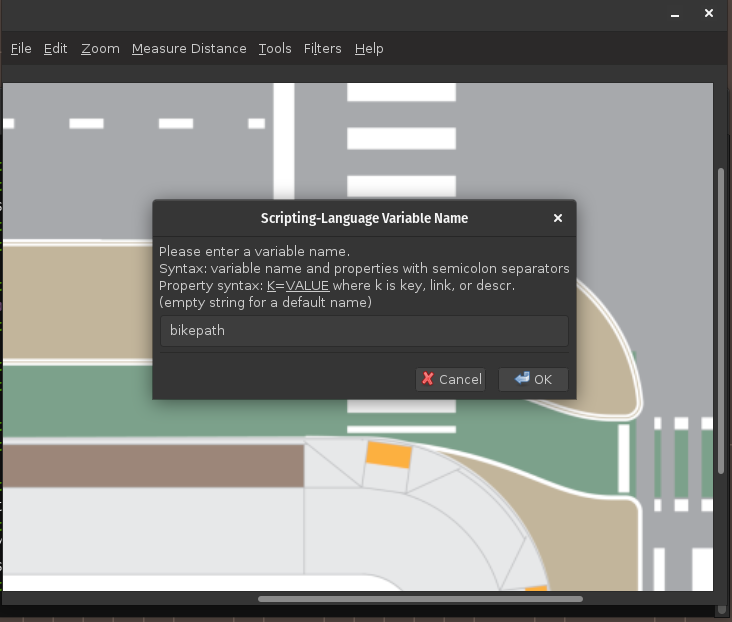 File Edit Zoom Measure Distance Tools Filters Help
Scripting-Language Variable Name
Please enter a variable name.
Syntax: variable name and properties with semicolon separators
Property syntax: K=VALUE where k is key, link, or descr.
(empty string for a default name)
bikepath
Cancel OK